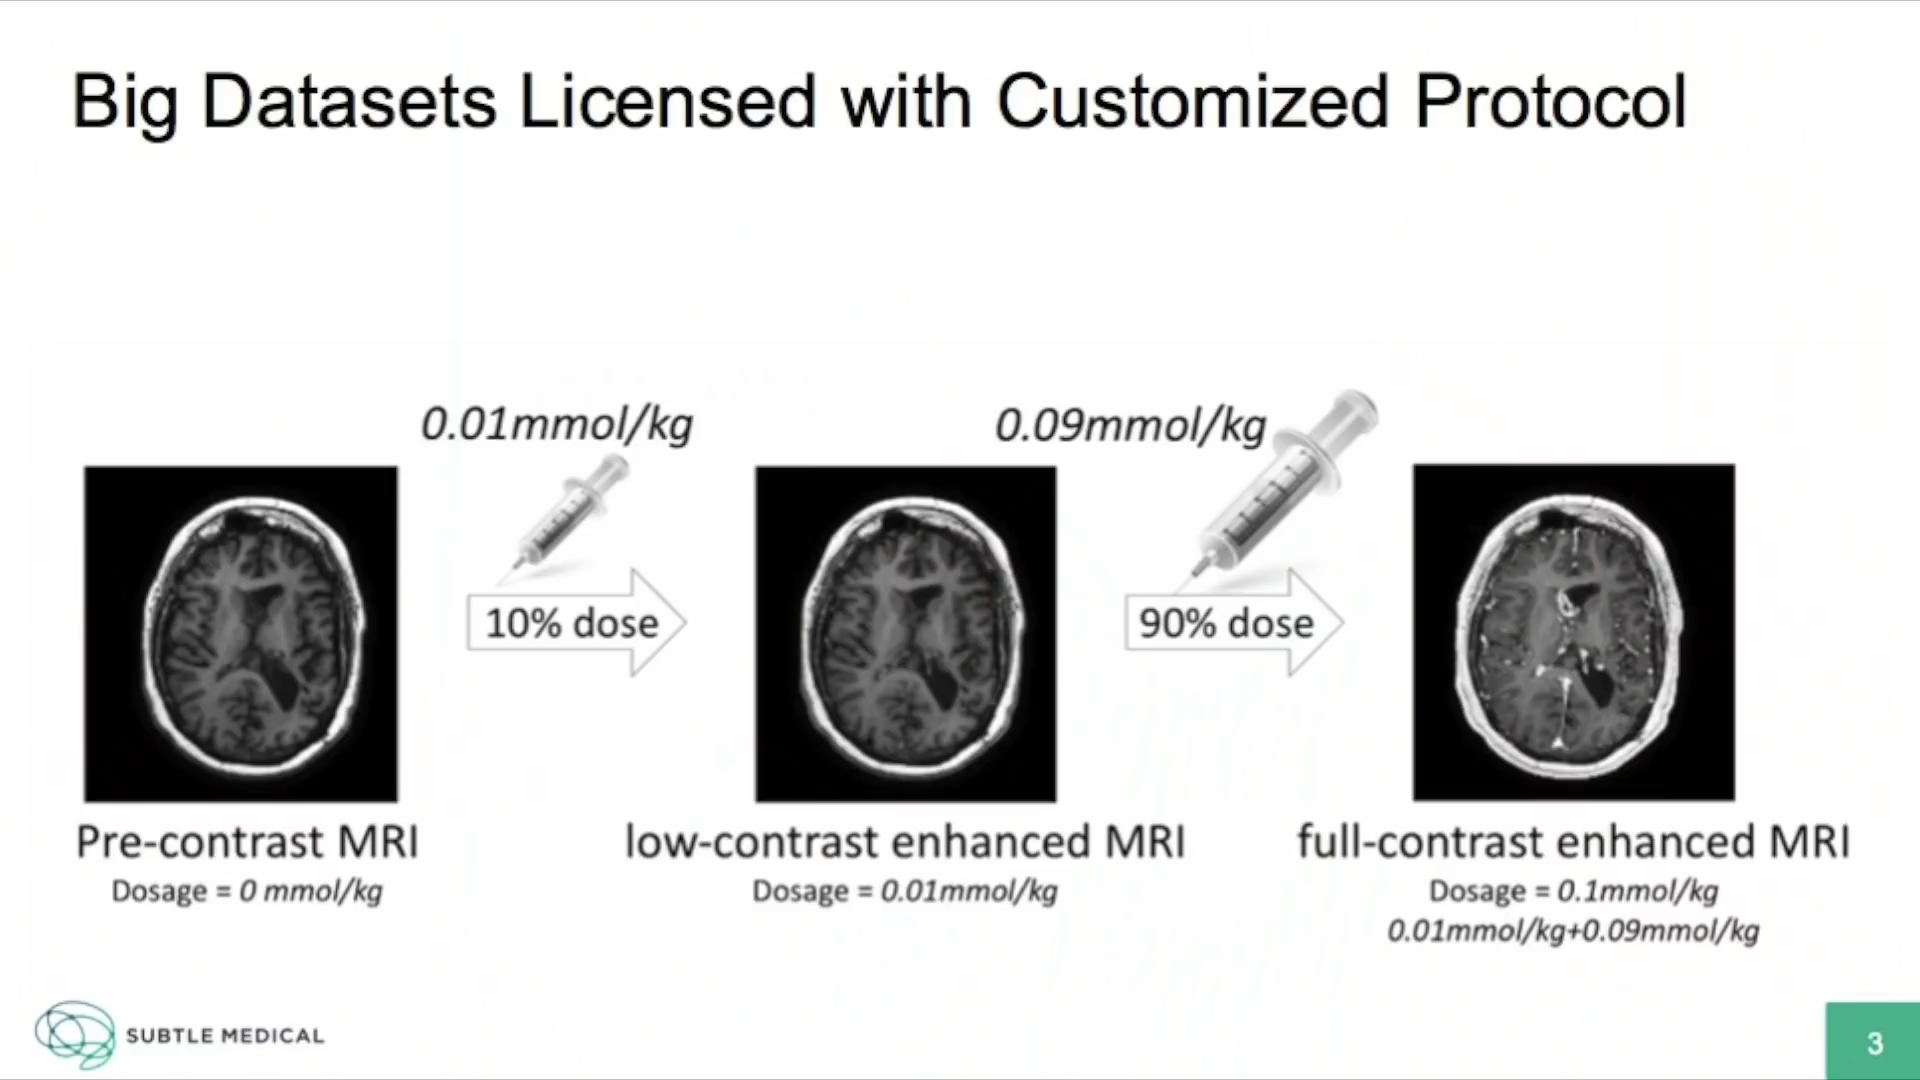 Big Datasets Licensed with Customized Protocol
0.01mmol/kg
0.09mmol/kg
10% dose
90% dose
Pre-contrast MRI
Dosage = 0 mmol/kg
low-contrast enhanced MRI
Dosage = 0.01mmol/kg
full-contrast enhanced MRI
Dosage = 0.1mmol/kg
0.01mmol/kg+0.09mmol/kg
SUBTLE MEDICAL
3